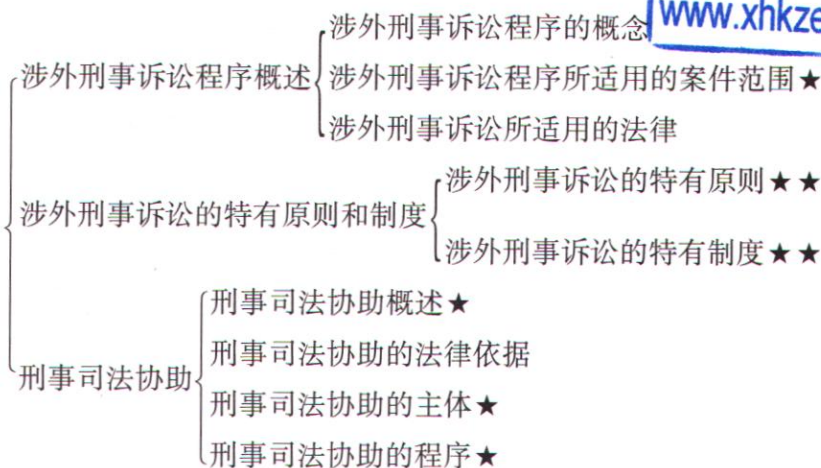 www.xhkze
涉外刑事诉讼程序的概念
涉外刑事诉讼程序概述
涉外刑事诉讼程序所适用的案件范围★
涉外刑事诉讼所适用的法律
涉外刑事诉讼的特有原则★★
涉外刑事诉讼的特有原则和制度
涉外刑事诉讼的特有制度★★
刑事司法协助概述★
刑事司法协助的法律依据
刑事司法协助
刑事司法协助的主体★
刑事司法协助的程序★